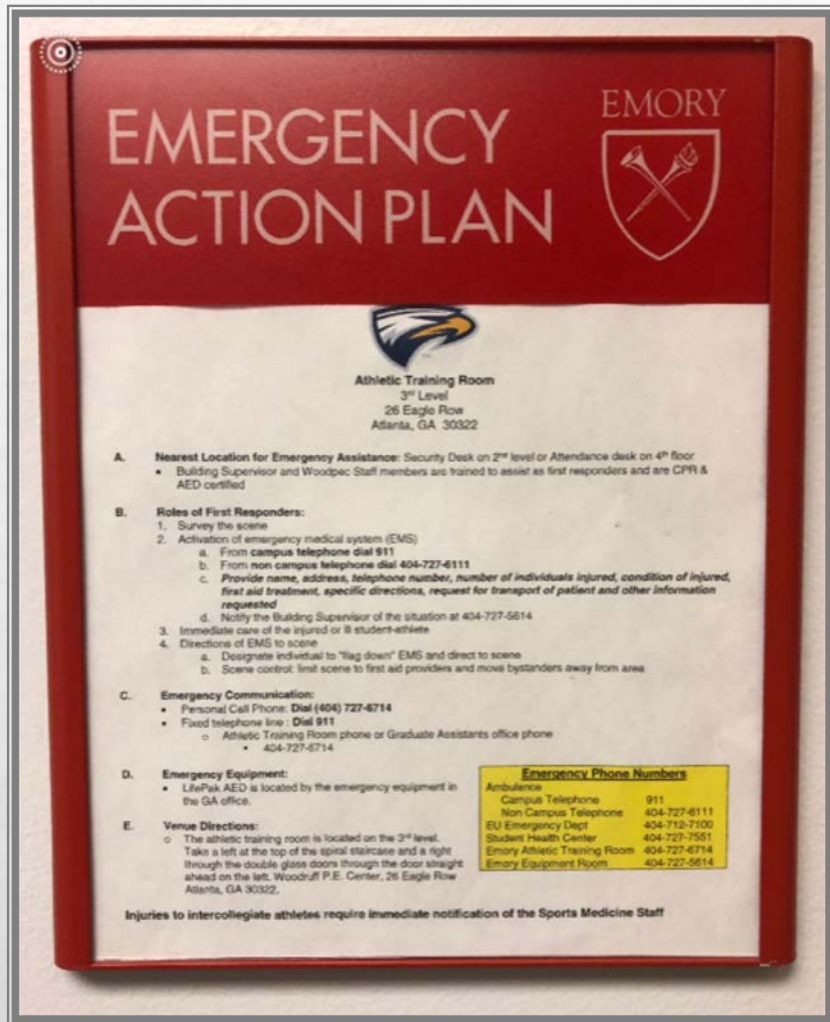 EMERGENCY
ACTION PLAN
EMORY
Athletic Training Room
3rd Level
26 Eagle Row
Atlanta, GA 30322
A. Nearest Location for Emergency Assistance: Security Desk on 2nd level or Attendance desk on 4th floor
• Building Supervisor and Woodpec Staff members are trained to assist as first responders and are CPR &
AED certified
B. Roles of First Responders:
1. Survey the scene
2. Activation of emergency medical system (EMS)
a. From campus telephone dial 911
b. From non campus telephone dial 404-727-6111
c. Provide name, address, telephone number, number of individuals injured, condition of injured,
first aid treatment, specific directions, request for transport of patient and other information
requested
d. Notify the Building Supervisor of the situation at 404-727-5614
3. Immediate care of the injured or ill student-athlete
4. Directions of EMS to scene
a. Designate individual to "flag down" EMS and direct to scene
b. Scene control: limit scene to first aid providers and move bystanders away from area
C. Emergency Communication:
• Personal Cell Phone: Dial (404) 727-6714
• Fixed telephone line : Dial 911
o Athletic Training Room phone or Graduate Assistants office phone
▪ 404-727-6714
D. Emergency Equipment:
• LifePak AED is located by the emergency equipment in
the GA office.
E. Venue Directions:
o The athletic training room is located on the 3rd level.
Take a left at the top of the spiral staircase and a right
through the double glass doors through the door straight
ahead on the left. Woodruff P.E. Center, 26 Eagle Row
Atlanta, GA 30322.
Emergency Phone Numbers
Ambulance
Campus Telephone 911
Non Campus Telephone 404-727-6111
EU Emergency Dept 404-712-7100
Student Health Center 404-727-7551
Emory Athletic Training Room 404-727-6714
Emory Equipment Room 404-727-5614
Injuries to intercollegiate athletes require immediate notification of the Sports Medicine Staff